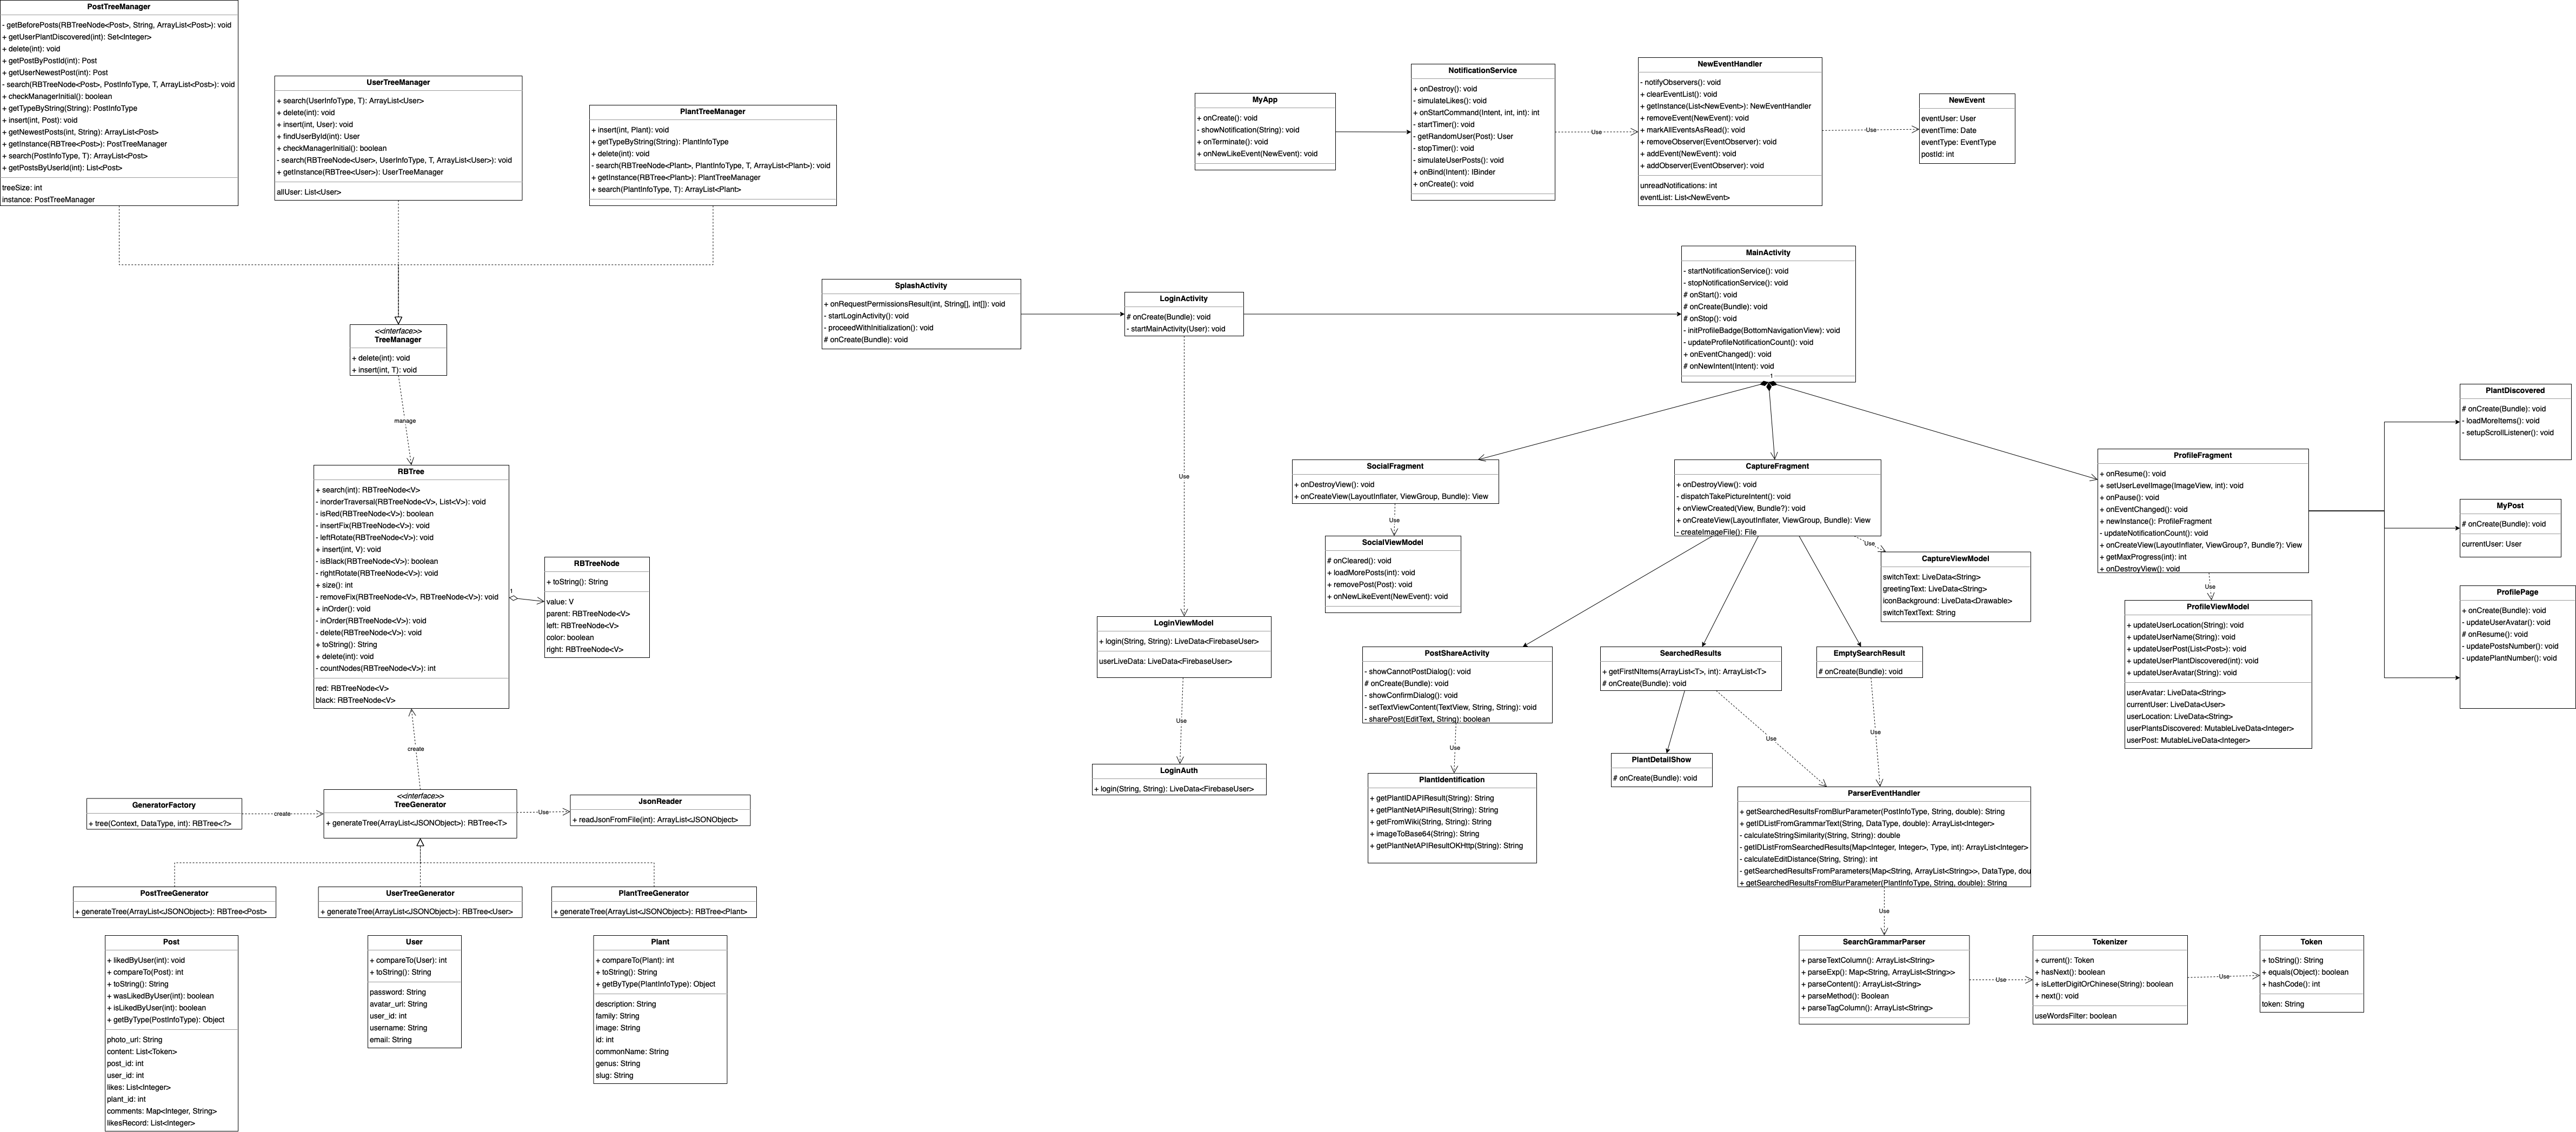 PostTreeManager
- getBeforePosts(RBTreeNode<Post>, String, ArrayList<Post>): void
+ getUserPlantDiscovered(int): Set<Integer>
+ delete(int): void
+ getPostByPostId(int): Post
+ getUserNewestPost(int): Post
- search(RBTreeNode<Post>, PostInfoType, T, ArrayList<Post>): void
+ checkManagerInitial(): boolean
+ getTypeByString(String): PostInfoType
+ insert(int, Post): void
+ getNewestPosts(int, String): ArrayList<Post>
+ getInstance(RBTree<Post>): PostTreeManager
+ search(PostInfoType, T): ArrayList<Post>
+ getPostsByUserId(int): List<Post>
treeSize: int
instance: PostTreeManager
UserTreeManager
+ search(UserInfoType, T): ArrayList<User>
+ delete(int): void
+ insert(int, User): void
+ findUserById(int): User
+ checkManagerInitial(): boolean
- search(RBTreeNode<User>, UserInfoType, T, ArrayList<User>): void
+ getInstance(RBTree<User>): UserTreeManager
allUser: List<User>
PlantTreeManager
+ insert(int, Plant): void
+ getTypeByString(String): PlantInfoType
+ delete(int): void
- search(RBTreeNode<Plant>, PlantInfoType, T, ArrayList<Plant>): void
+ getInstance(RBTree<Plant>): PlantTreeManager
+ search(PlantInfoType, T): ArrayList<Plant>
MyApp
+ onCreate(): void
- showNotification(String): void
+ onTerminate(): void
+ onNewLikeEvent(NewEvent): void
NotificationService
+ onDestroy(): void
- simulateLikes(): void
+ onStartCommand(Intent, int, int): int
- startTimer(): void
- getRandomUser(Post): User
- stopTimer(): void
- simulateUserPosts(): void
+ onBind(Intent): IBinder
+ onCreate(): void
Use
NewEventHandler
- notifyObservers(): void
+ clearEventList(): void
+ getInstance(List<NewEvent>): NewEventHandler
+ removeEvent(NewEvent): void
+ markAllEventsAsRead(): void
+ removeObserver(EventObserver): void
+ addEvent(NewEvent): void
+ addObserver(EventObserver): void
unreadNotifications: int
eventList: List<NewEvent>
Use
NewEvent
eventUser: User
eventTime: Date
eventType: EventType
postId: int
<<interface>>
TreeManager
+ delete(int): void
+ insert(int, T): void
manage
SplashActivity
+ onRequestPermissionsResult(int, String[], int[]): void
- startLoginActivity(): void
- proceedWithInitialization(): void
# onCreate(Bundle): void
LoginActivity
# onCreate(Bundle): void
- startMainActivity(User): void
MainActivity
- startNotificationService(): void
- stopNotificationService(): void
# onStart(): void
# onCreate(Bundle): void
# onStop(): void
- initProfileBadge(BottomNavigationView): void
- updateProfileNotificationCount(): void
+ onEventChanged(): void
# onNewIntent(Intent): void
1
RBTree
+ search(int): RBTreeNode<V>
- inorderTraversal(RBTreeNode<V>, List<V>): void
- isRed(RBTreeNode<V>): boolean
- insertFix(RBTreeNode<V>): void
- leftRotate(RBTreeNode<V>): void
+ insert(int, V): void
- isBlack(RBTreeNode<V>): boolean
- rightRotate(RBTreeNode<V>): void
+ size(): int
- removeFix(RBTreeNode<V>, RBTreeNode<V>): void
+ inOrder(): void
- inOrder(RBTreeNode<V>): void
- delete(RBTreeNode<V>): void
+ toString(): String
+ delete(int): void
- countNodes(RBTreeNode<V>): int
red: RBTreeNode<V>
black: RBTreeNode<V>
1
RBTreeNode
+ toString(): String
value: V
parent: RBTreeNode<V>
left: RBTreeNode<V>
color: boolean
right: RBTreeNode<V>
create
Use
LoginViewModel
+ login(String, String): LiveData<FirebaseUser>
userLiveData: LiveData<FirebaseUser>
Use
LoginAuth
+ login(String, String): LiveData<FirebaseUser>
SocialFragment
+ onDestroyView(): void
+ onCreateView(LayoutInflater, ViewGroup, Bundle): View
Use
SocialViewModel
# onCleared(): void
+ loadMorePosts(int): void
+ removePost(Post): void
+ onNewLikeEvent(NewEvent): void
CaptureFragment
+ onDestroyView(): void
- dispatchTakePictureIntent(): void
+ onViewCreated(View, Bundle?): void
+ onCreateView(LayoutInflater, ViewGroup, Bundle): View
- createImageFile(): File
Use
CaptureViewModel
switchText: LiveData<String>
greetingText: LiveData<String>
iconBackground: LiveData<Drawable>
switchTextText: String
ProfileFragment
+ onResume(): void
+ setUserLevelImage(ImageView, int): void
+ onPause(): void
+ onEventChanged(): void
+ newInstance(): ProfileFragment
- updateNotificationCount(): void
+ onCreateView(LayoutInflater, ViewGroup?, Bundle?): View
+ getMaxProgress(int): int
+ onDestroyView(): void
Use
ProfileViewModel
+ updateUserLocation(String): void
+ updateUserName(String): void
+ updateUserPost(List<Post>): void
+ updateUserPlantDiscovered(int): void
+ updateUserAvatar(String): void
userAvatar: LiveData<String>
currentUser: LiveData<User>
userLocation: LiveData<String>
userPlantsDiscovered: MutableLiveData<Integer>
userPost: MutableLiveData<Integer>
PlantDiscovered
# onCreate(Bundle): void
- loadMoreItems(): void
- setupScrollListener(): void
MyPost
# onCreate(Bundle): void
currentUser: User
ProfilePage
+ onCreate(Bundle): void
- updateUserAvatar(): void
# onResume(): void
- updatePostsNumber(): void
- updatePlantNumber(): void
PostShareActivity
- showCannotPostDialog(): void
# onCreate(Bundle): void
- showConfirmDialog(): void
- setTextViewContent(TextView, String, String): void
- sharePost(EditText, String): boolean
Use
PlantIdentification
+ getPlantIDAPIResult(String): String
+ getPlantNetAPIResult(String): String
+ getFromWiki(String, String): String
+ imageToBase64(String): String
+ getPlantNetAPIResultOKHttp(String): String
SearchedResults
+ getFirstNItems(ArrayList<T>, int): ArrayList<T>
# onCreate(Bundle): void
Use
PlantDetailShow
# onCreate(Bundle): void
EmptySearchResult
# onCreate(Bundle): void
Use
ParserEventHandler
+ getSearchedResultsFromBlurParameter(PostInfoType, String, double): String
+ getIDListFromGrammarText(String, DataType, double): ArrayList<Integer>
- calculateStringSimilarity(String, String): double
- getIDListFromSearchedResults(Map<Integer, Integer>, Type, int): ArrayList<Integer>
- calculateEditDistance(String, String): int
- getSearchedResultsFromParameters(Map<String, ArrayList<String>>, DataType, dou
+ getSearchedResultsFromBlurParameter(PlantInfoType, String, double): String
Use
SearchGrammarParser
+ parseTextColumn(): ArrayList<String>
+ parseExp(): Map<String, ArrayList<String>>
+ parseContent(): ArrayList<String>
+ parseMethod(): Boolean
+ parseTagColumn(): ArrayList<String>
Use
Tokenizer
+ current(): Token
+ hasNext(): boolean
+ isLetterDigitOrChinese(String): boolean
+ next(): void
useWordsFilter: boolean
Use
Token
+ toString(): String
+ equals(Object): boolean
+ hashCode(): int
token: String
GeneratorFactory
+ tree(Context, DataType, int): RBTree<?>
create
<<interface>>
TreeGenerator
+ generateTree(ArrayList<JSONObject>): RBTree<T>
Use
JsonReader
+ readJsonFromFile(int): ArrayList<JSONObject>
PostTreeGenerator
+ generateTree(ArrayList<JSONObject>): RBTree<Post>
UserTreeGenerator
+ generateTree(ArrayList<JSONObject>): RBTree<User>
PlantTreeGenerator
+ generateTree(ArrayList<JSONObject>): RBTree<Plant>
Post
+ likedByUser(int): void
+ compareTo(Post): int
+ toString(): String
+ wasLikedByUser(int): boolean
+ isLikedByUser(int): boolean
+ getByType(PostInfoType): Object
photo_url: String
content: List<Token>
post_id: int
user_id: int
likes: List<Integer>
plant_id: int
comments: Map<Integer, String>
likesRecord: List<Integer>
User
+ compareTo(User): int
+ toString(): String
password: String
avatar_url: String
user_id: int
username: String
email: String
Plant
+ compareTo(Plant): int
+ toString(): String
+ getByType(PlantInfoType): Object
description: String
family: String
image: String
id: int
commonName: String
genus: String
slug: String